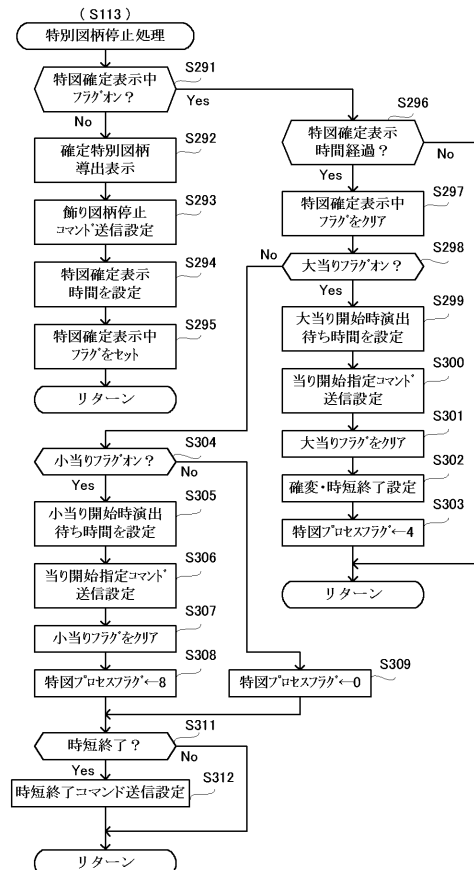 (S113)
特別図柄停止処理
S291
特図確定表示中
フラグオン？
Yes
No
S292
確定特別図柄
導出表示
S293
飾り図柄停止
コマンド送信設定
S294
特図確定表示
時間を設定
S295
特図確定表示中
フラグをセット
リターン
S296
特図確定表示
時間経過？
No
Yes
S297
特図確定表示中
フラグをクリア
S298
No
大当りフラグオン？
Yes
S299
大当り開始時演出
待ち時間を設定
S300
当り開始指定コマンド
送信設定
S301
大当りフラグをクリア
S302
確変・時短終了設定
S303
特図プロセスフラグ←4
リターン
S304
小当りフラグオン？
No
Yes
S305
小当り開始時演出
待ち時間を設定
S306
当り開始指定コマンド
送信設定
S307
小当りフラグをクリア
S308
特図プロセスフラグ←8
S309
特図プロセスフラグ←0
S311
時短終了？
No
Yes
S312
時短終了コマンド送信設定
リターン